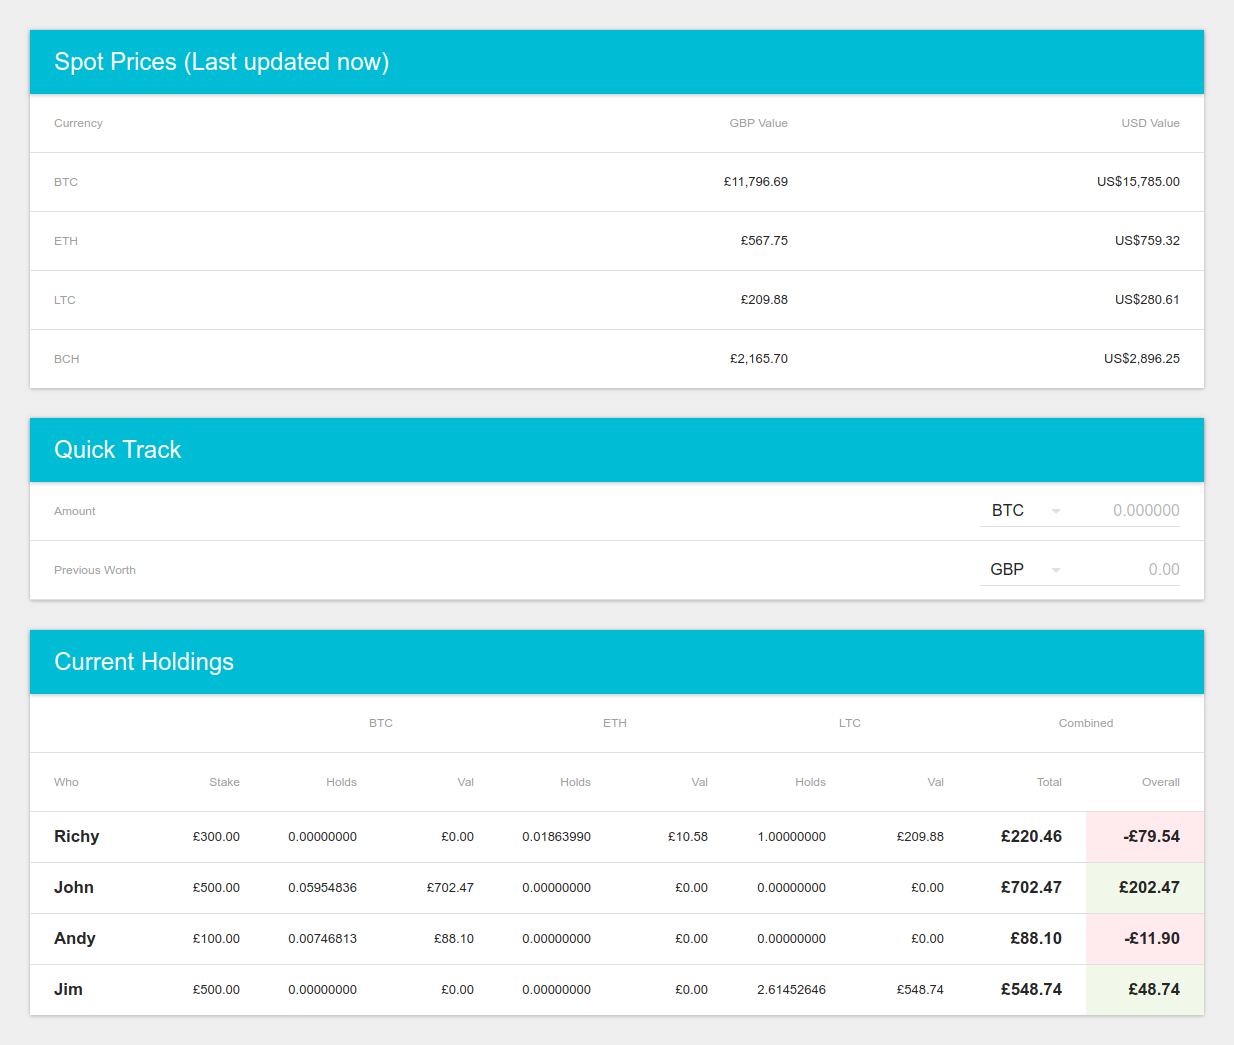 Spot Prices (Last updated now)
Currency GBP Value USD Value
BTC £11,796.69 US$15,785.00
ETH £567.75 US$759.32
LTC £209.88 US$280.61
BCH £2,165.70 US$2,896.25
Quick Track
Amount BTC 0.000000
Previous Worth GBP 0.00
Current Holdings
BTC ETH LTC Combined
Who Stake Holds Val Holds Val Holds Val Total Overall
Richy £300.00 0.00000000 £0.00 0.01863990 £10.58 1.00000000 £209.88 £220.46 -£79.54
John £500.00 0.05954836 £702.47 0.00000000 £0.00 0.00000000 £0.00 £702.47 £202.47
Andy £100.00 0.00746813 £88.10 0.00000000 £0.00 0.00000000 £0.00 £88.10 -£11.90
Jim £500.00 0.00000000 £0.00 0.00000000 £0.00 2.61452646 £548.74 £548.74 £48.74